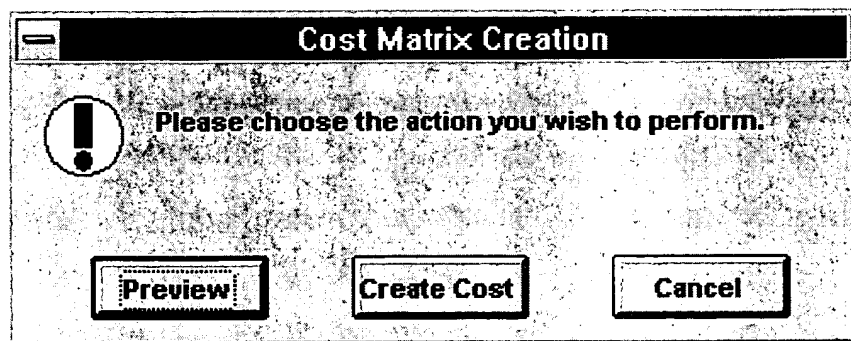 Cost Matrix Creation
Please choose the action you wish to perform.
Preview Create Cost Cancel